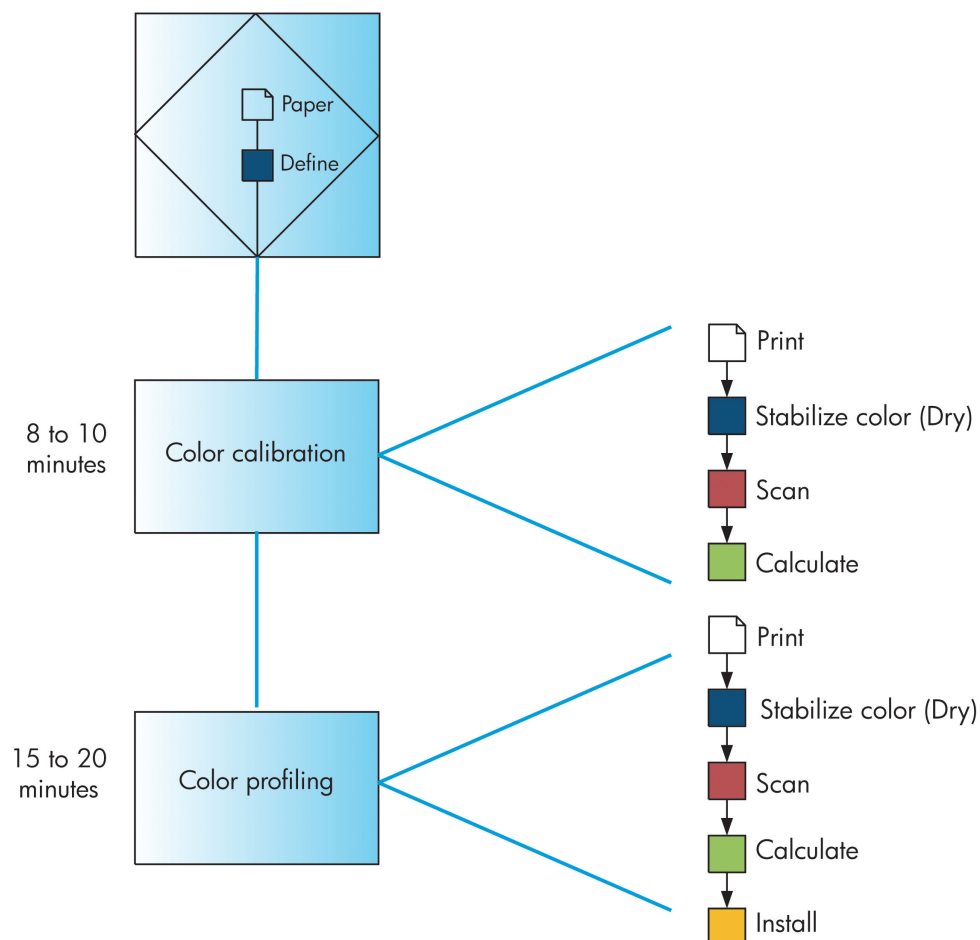 Paper
Define
8 to 10
minutes
Color calibration
Print
Stabilize color (Dry)
Scan
Calculate
15 to 20
minutes
Color profiling
Print
Stabilize color (Dry)
Scan
Calculate
Install